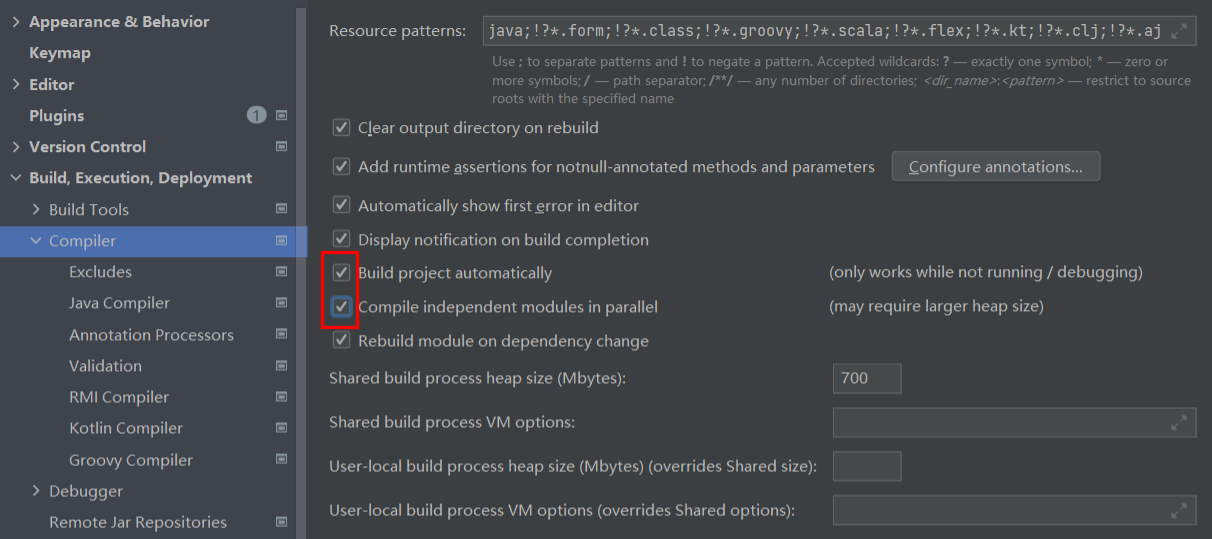 Appearance & Behavior
Keymap
Editor
Plugins 1
Version Control
Build, Execution, Deployment
Build Tools
Compiler
Excludes
Java Compiler
Annotation Processors
Validation
RMI Compiler
Kotlin Compiler
Groovy Compiler
Debugger
Remote Jar Repositories
Resource patterns: java;!?*.form;!?*.class;!?*.groovy;!?*.scala;!?*.flex;!?*.kt;!?*.clj;!?*.aj
Use ; to separate patterns and ! to negate a pattern. Accepted wildcards: ? — exactly one symbol; * — zero or
more symbols; / — path separator; /**/ — any number of directories; <dir_name>:<pattern> — restrict to source
roots with the specified name
Clear output directory on rebuild
Add runtime assertions for notnull-annotated methods and parameters Configure annotations...
Automatically show first error in editor
Display notification on build completion
Build project automatically (only works while not running / debugging)
Compile independent modules in parallel (may require larger heap size)
Rebuild module on dependency change
Shared build process heap size (Mbytes): 700
Shared build process VM options:
User-local build process heap size (Mbytes) (overrides Shared size):
User-local build process VM options (overrides Shared options):